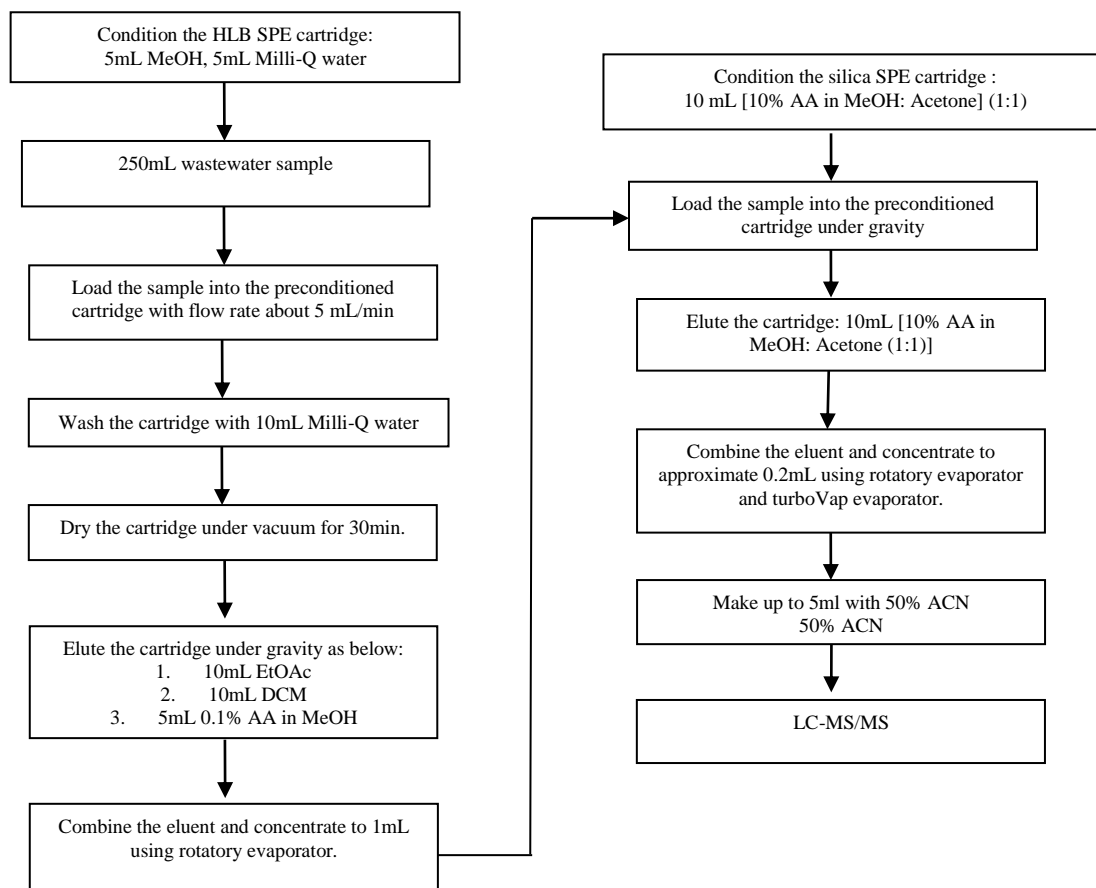 Condition the HLB SPE cartridge:
5mL MeOH, 5mL Milli-Q water
250mL wastewater sample
Load the sample into the preconditioned
cartridge with flow rate about 5 mL/min
Wash the cartridge with 10mL Milli-Q water
Dry the cartridge under vacuum for 30min.
Elute the cartridge under gravity as below:
1. 10mL EtOAc
2. 10mL DCM
3. 5mL 0.1% AA in MeOH
Combine the eluent and concentrate to 1mL
using rotatory evaporator.
Condition the silica SPE cartridge :
10 mL [10% AA in MeOH: Acetone] (1:1)
Load the sample into the preconditioned
cartridge under gravity
Elute the cartridge: 10mL [10% AA in
MeOH: Acetone (1:1)]
Combine the eluent and concentrate to
approximate 0.2mL using rotatory evaporator
and turboVap evaporator.
Make up to 5ml with 50% ACN
50% ACN
LC-MS/MS